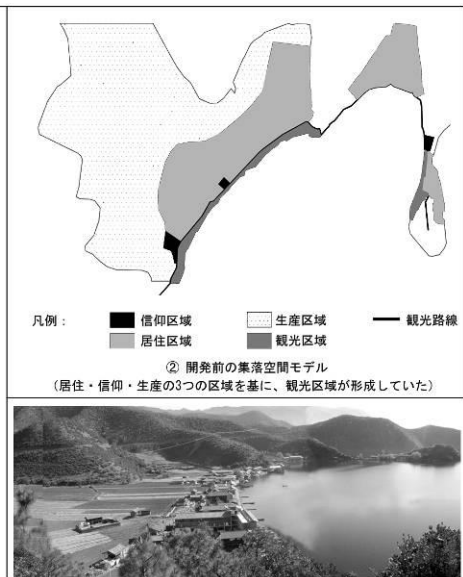 凡例： 信仰区域 生産区域 観光路線
居住区域 観光区域
② 開発前の集落空間モデル
（居住・信仰・生産の3つの区域を基に、観光区域が形成していた）